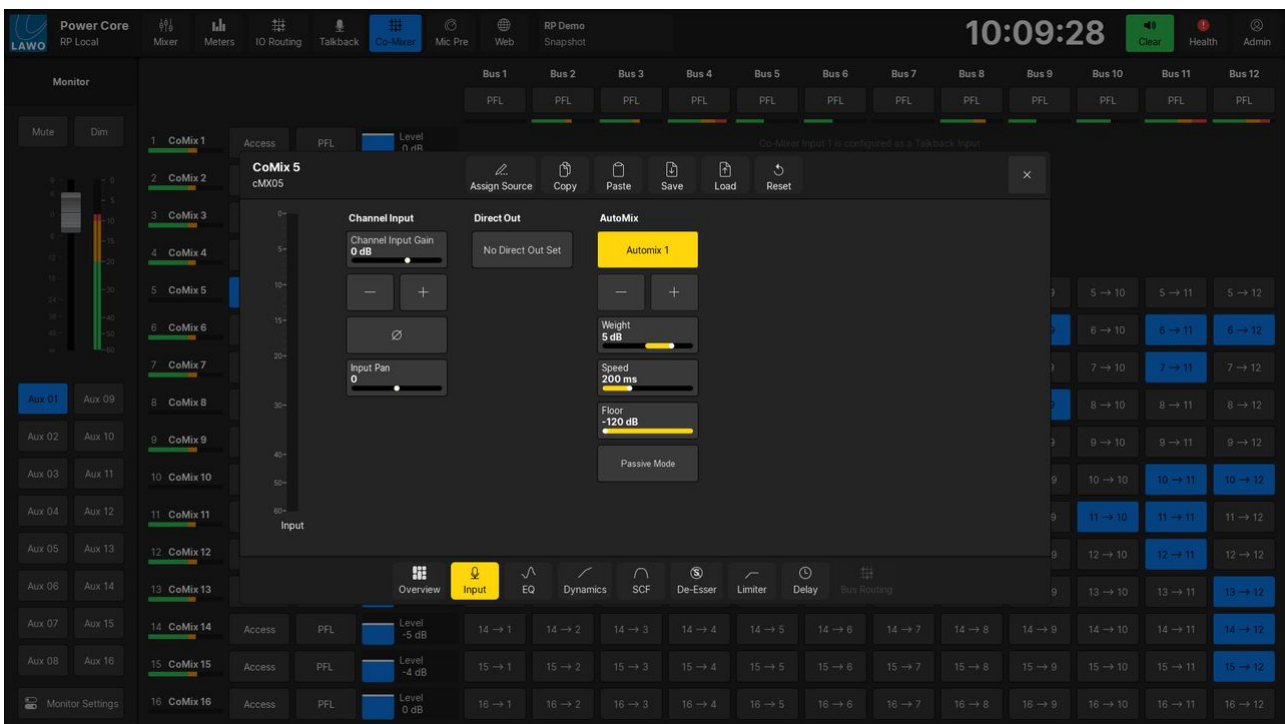 LAWO
Power Core
RP Local
Mixer
Meters
IO Routing
Talkback
Co-Mixer
Mic Pre
Web
RP Demo
Snapshot
10:09:28
Clear
Health
Admin
Monitor
Bus 1 Bus 2 Bus 3 Bus 4 Bus 5 Bus 6 Bus 7 Bus 8 Bus 9 Bus 10 Bus 11 Bus 12
PFL PFL PFL PFL PFL PFL PFL PFL PFL PFL PFL PFL
Mute Dim
1 CoMix 1 Access PFL Level
0 dB
Co-Mixer Input 1 is configured as a Talkback Input
2 CoMix 2
3 CoMix 3
4 CoMix 4
5 CoMix 5 5 → 10 5 → 11 5 → 12
6 CoMix 6 6 → 10 6 → 11 6 → 12
7 CoMix 7 7 → 10 7 → 11 7 → 12
8 CoMix 8 8 → 10 8 → 11 8 → 12
9 CoMix 9 9 → 10 9 → 11 9 → 12
10 CoMix 10 10 → 10 10 → 11 10 → 12
11 CoMix 11 11 → 10 11 → 11 11 → 12
12 CoMix 12 12 → 10 12 → 11 12 → 12
13 CoMix 13 13 → 10 13 → 11 13 → 12
CoMix 5
cMX05
Assign Source
Copy
Paste
Save
Load
Reset
0-
5-
10-
15-
20-
30-
40-
50-
60-
Input
Channel Input
Channel Input Gain
0 dB
Ø
Input Pan
0
Direct Out
No Direct Out Set
AutoMix
Automix 1
Weight
5 dB
Speed
200 ms
Floor
-120 dB
Passive Mode
Overview
Input
EQ
Dynamics
SCF
De-Esser
Limiter
Delay
Bus Routing
14 CoMix 14 Access PFL Level
-5 dB
14 → 1 14 → 2 14 → 3 14 → 4 14 → 5 14 → 6 14 → 7 14 → 8 14 → 9 14 → 10 14 → 11 14 → 12
15 CoMix 15 Access PFL Level
-4 dB
15 → 1 15 → 2 15 → 3 15 → 4 15 → 5 15 → 6 15 → 7 15 → 8 15 → 9 15 → 10 15 → 11 15 → 12
16 CoMix 16 Access PFL Level
0 dB
16 → 1 16 → 2 16 → 3 16 → 4 16 → 5 16 → 6 16 → 7 16 → 8 16 → 9 16 → 10 16 → 11 16 → 12
Aux 01 Aux 09
Aux 02 Aux 10
Aux 03 Aux 11
Aux 04 Aux 12
Aux 05 Aux 13
Aux 06 Aux 14
Aux 07 Aux 15
Aux 08 Aux 16
Monitor Settings